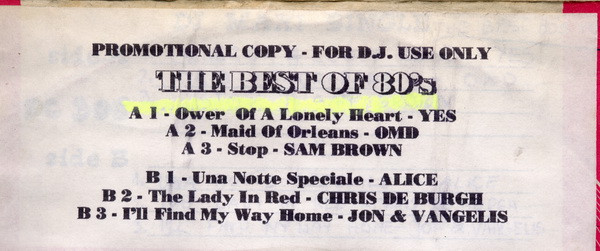 PROMOTIONAL COPY - FOR D.J. USE ONLY
THE BEST OF 80's
A 1 - Ower Of A Lonely Heart - YES
A 2 - Maid Of Orleans - OMD
A 3 - Stop - SAM BROWN
B 1 - Una Notte Speciale - ALICE
B 2 - The Lady In Red - CHRIS DE BURGH
B 3 - I'll Find My Way Home - JON & VANGELIS